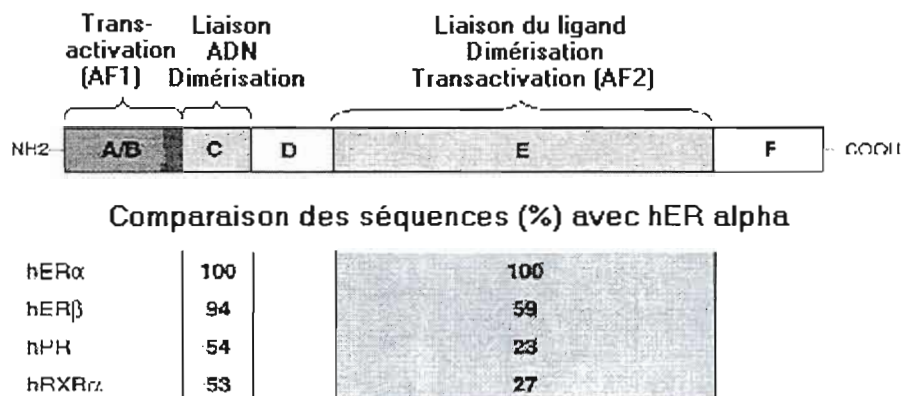 Trans-
activation
(AF1)
Liaison
ADN
Dimérisation
Liaison du ligand
Dimérisation
Transactivation (AF2)
NH2 A/B C D E F COOH
Comparaison des séquences (%) avec hER alpha
hERα 100 100
hERβ 94 59
hPR 54 23
hRXRα 53 27